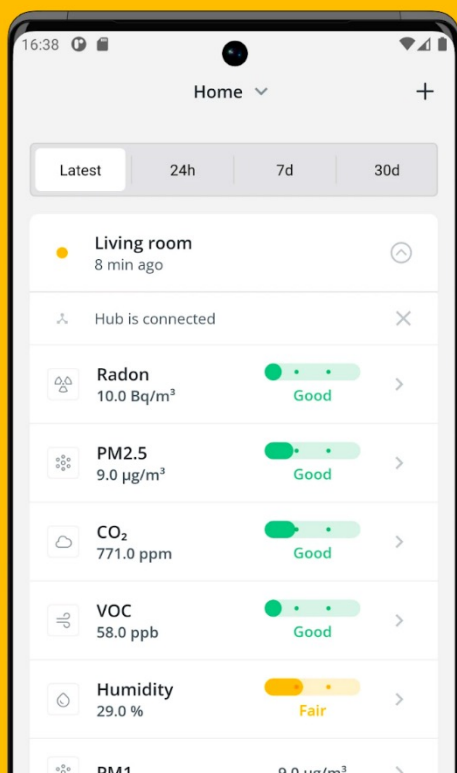 16:38
Home
Latest 24h 7d 30d
Living room
8 min ago
Hub is connected
Radon
10.0 Bq/m³
Good
PM2.5
9.0 µg/m³
Good
CO₂
771.0 ppm
Good
VOC
58.0 ppb
Good
Humidity
29.0 %
Fair
PM1 9.0 µg/m³